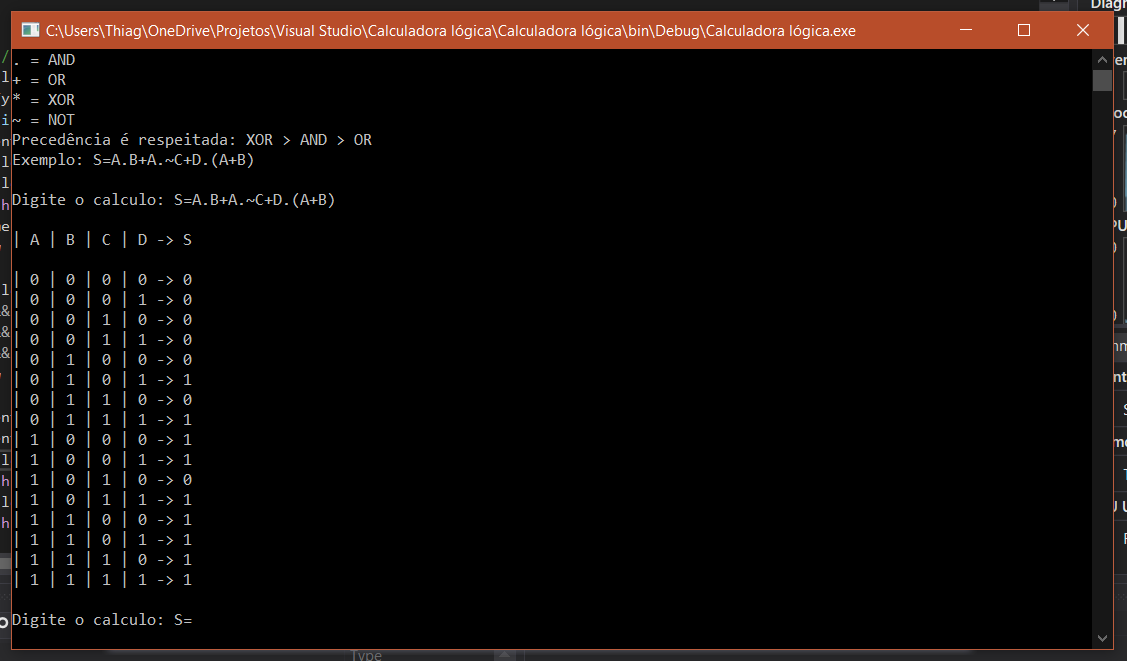 C:\Users\Thiag\OneDrive\Projetos\Visual Studio\Calculadora lógica\Calculadora lógica\bin\Debug\Calculadora lógica.exe
. = AND
+ = OR
* = XOR
~ = NOT
Precedência é respeitada: XOR > AND > OR
Exemplo: S=A.B+A.~C+D.(A+B)
Digite o calculo: S=A.B+A.~C+D.(A+B)
| A | B | C | D -> S
| 0 | 0 | 0 | 0 -> 0
| 0 | 0 | 0 | 1 -> 0
| 0 | 0 | 1 | 0 -> 0
| 0 | 0 | 1 | 1 -> 0
| 0 | 1 | 0 | 0 -> 0
| 0 | 1 | 0 | 1 -> 1
| 0 | 1 | 1 | 0 -> 0
| 0 | 1 | 1 | 1 -> 1
| 1 | 0 | 0 | 0 -> 1
| 1 | 0 | 0 | 1 -> 1
| 1 | 0 | 1 | 0 -> 0
| 1 | 0 | 1 | 1 -> 1
| 1 | 1 | 0 | 0 -> 1
| 1 | 1 | 0 | 1 -> 1
| 1 | 1 | 1 | 0 -> 1
| 1 | 1 | 1 | 1 -> 1
Digite o calculo: S=
Type